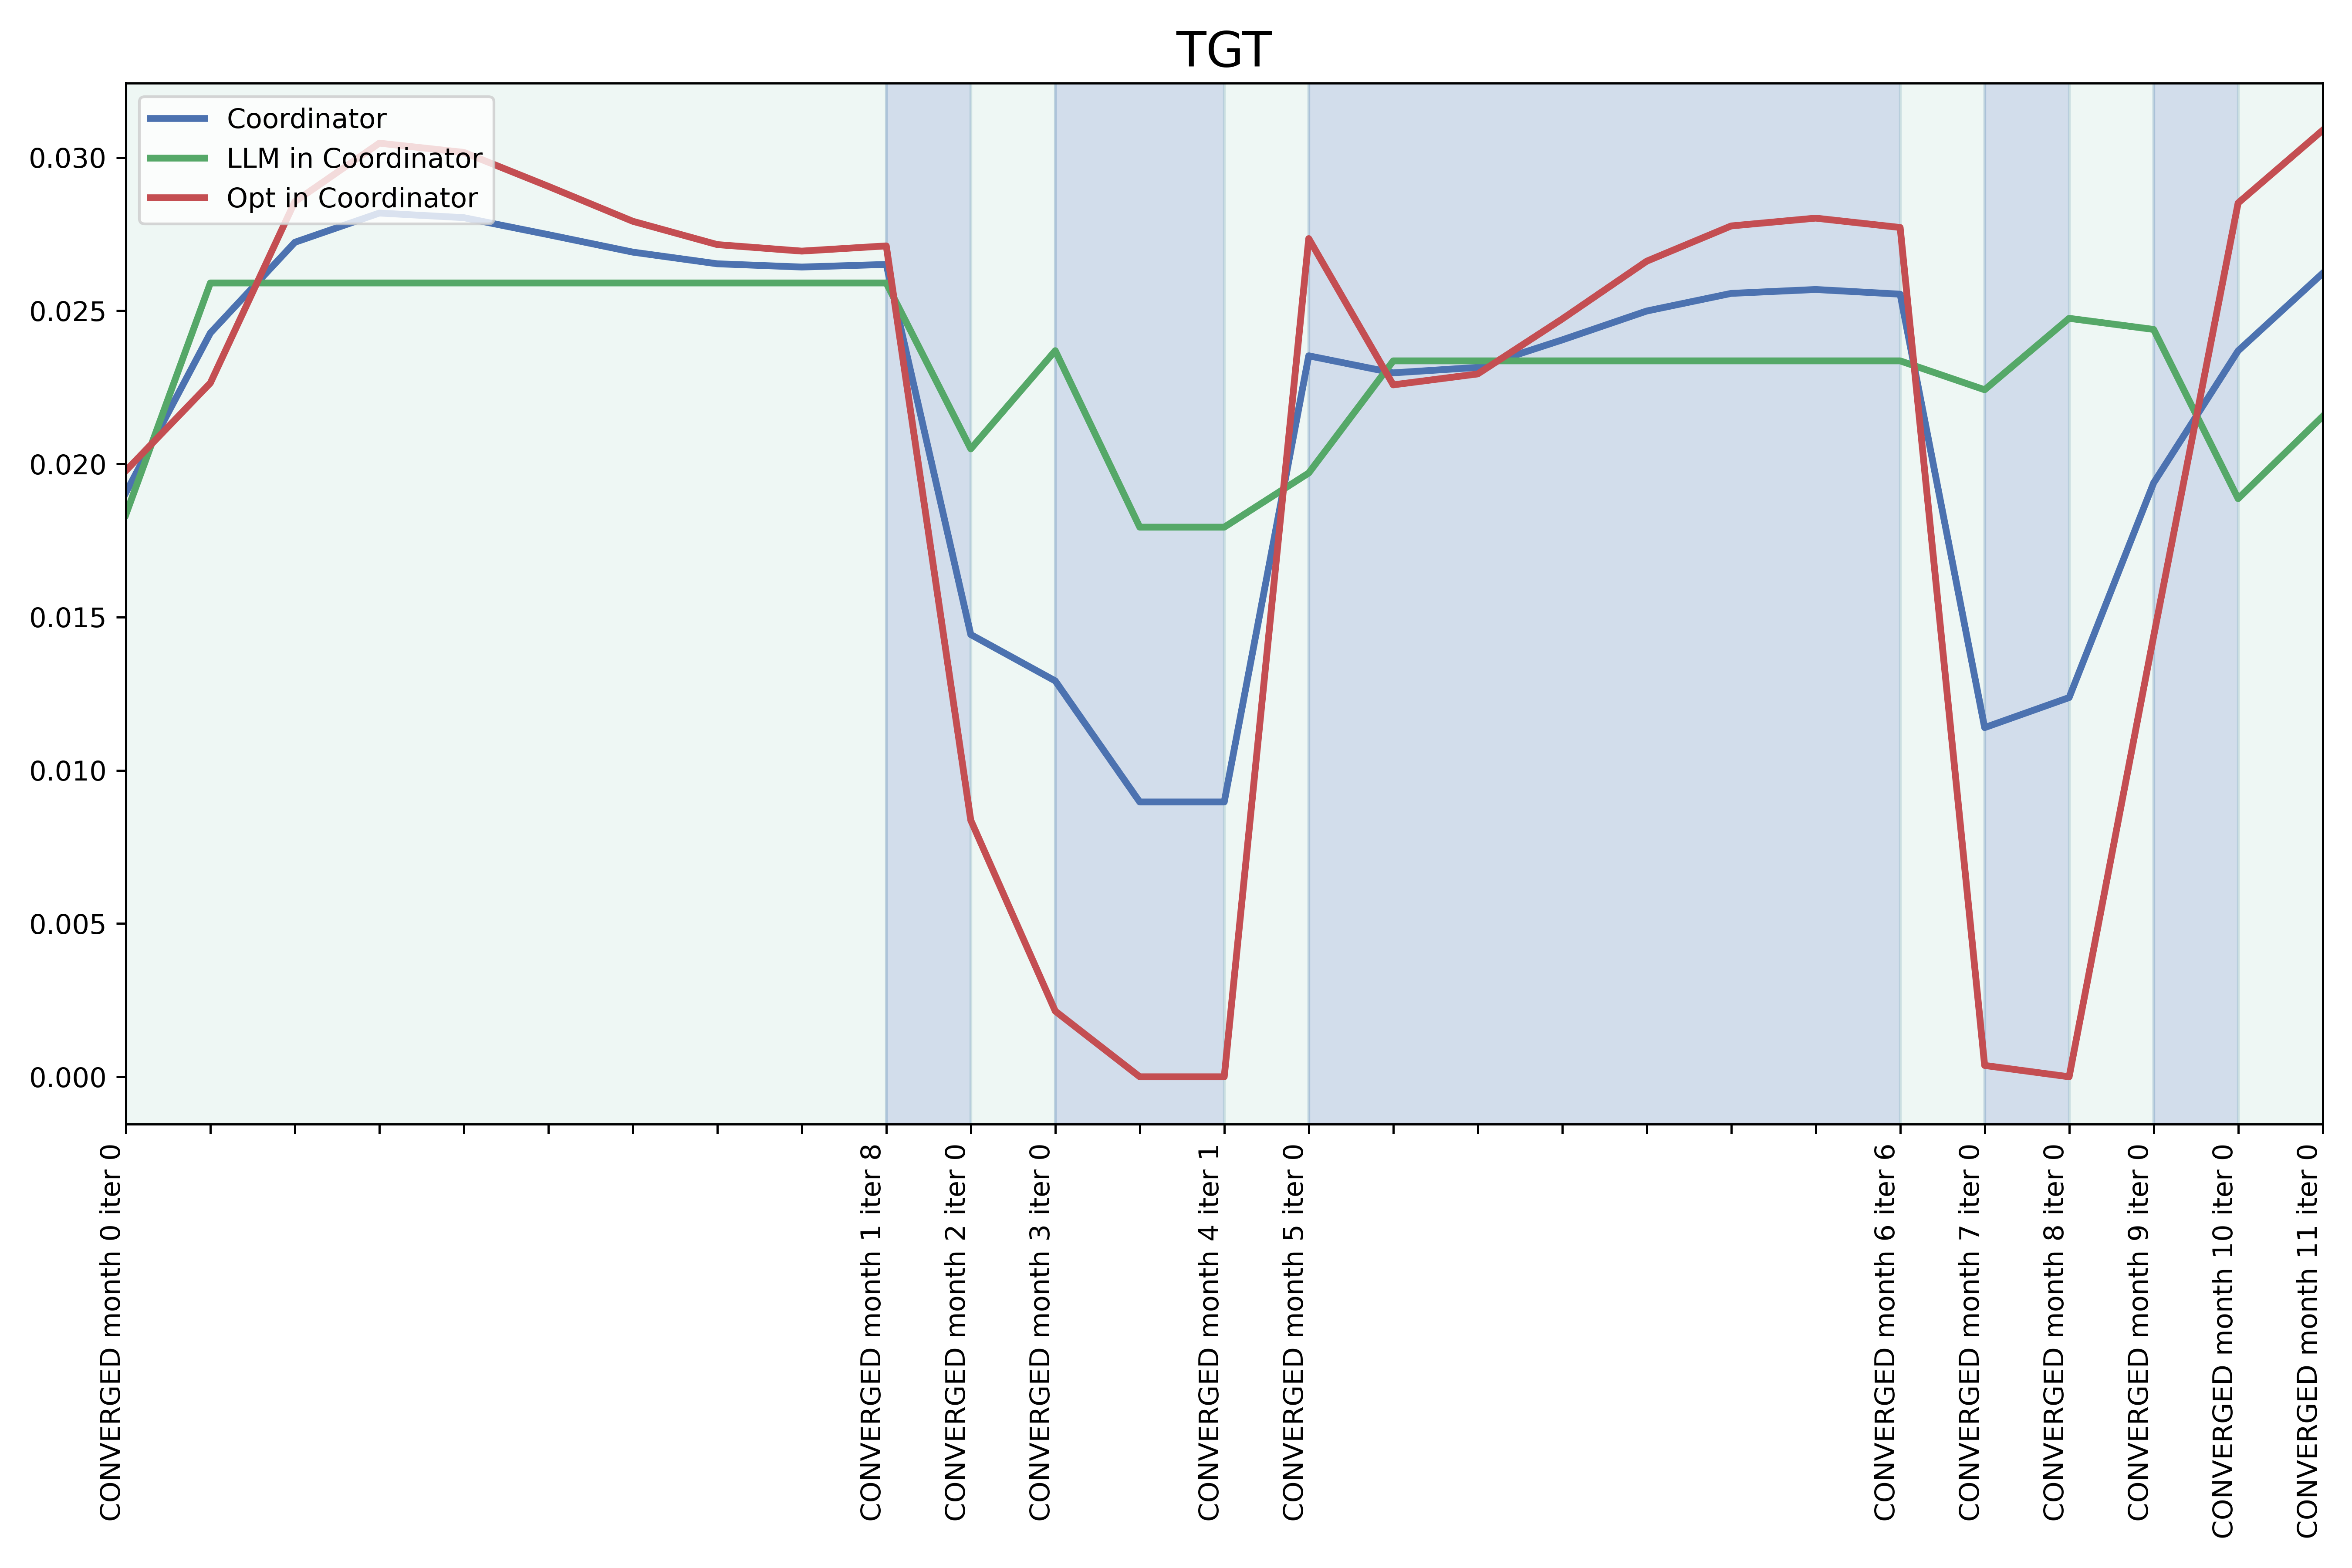 TGT
Coordinator
LLM in Coordinator
Opt in Coordinator
0.030
0.025
0.020
0.015
0.010
0.005
0.000
CONVERGED month 0 iter 0
CONVERGED month 1 iter 8
CONVERGED month 2 iter 0
CONVERGED month 3 iter 0
CONVERGED month 4 iter 1
CONVERGED month 5 iter 0
CONVERGED month 6 iter 6
CONVERGED month 7 iter 0
CONVERGED month 8 iter 0
CONVERGED month 9 iter 0
CONVERGED month 10 iter 0
CONVERGED month 11 iter 0